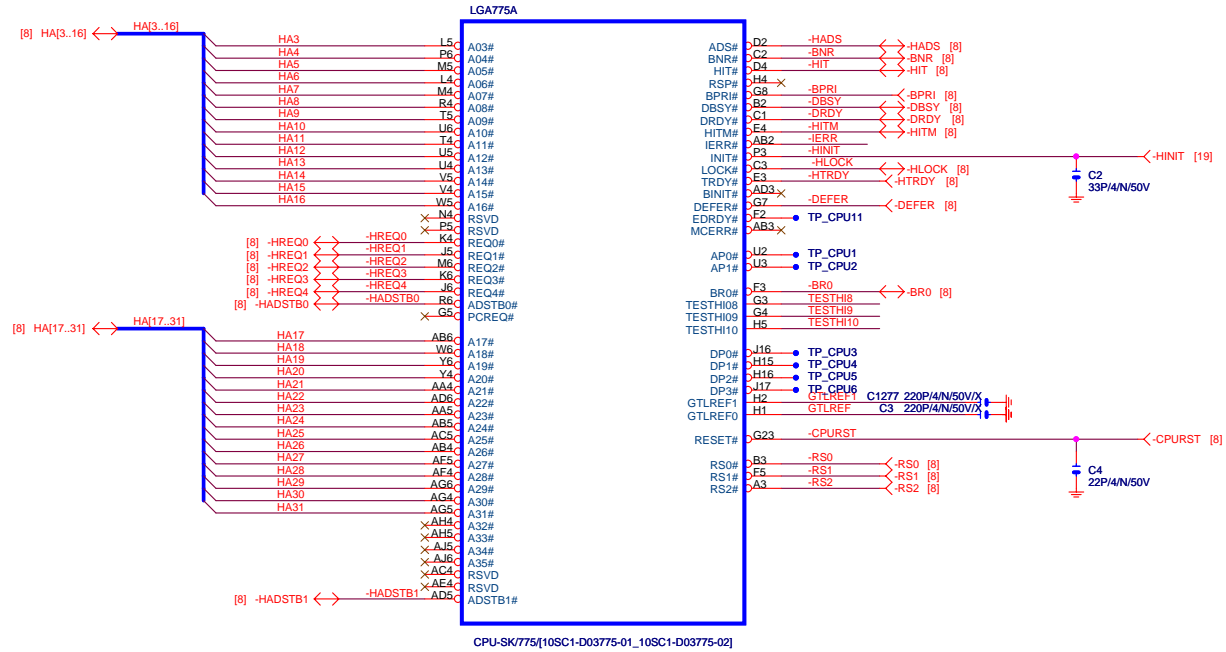 LGA775A
[8] HA[3..16] HA[3..16]
HA3 L5 A03#
HA4 P6 A04#
HA5 M5 A05#
HA6 L4 A06#
HA7 M4 A07#
HA8 R4 A08#
HA9 T5 A09#
HA10 U6 A10#
HA11 T4 A11#
HA12 U5 A12#
HA13 U4 A13#
HA14 V5 A14#
HA15 V4 A15#
HA16 W5 A16#
N4 RSVD
P5 RSVD
[8] -HREQ0 -HREQ0 K4 REQ0#
[8] -HREQ1 -HREQ1 J5 REQ1#
[8] -HREQ2 -HREQ2 M6 REQ2#
[8] -HREQ3 -HREQ3 K6 REQ3#
[8] -HREQ4 -HREQ4 J6 REQ4#
[8] -HADSTB0 -HADSTB0 R6 ADSTB0#
G5 PCREQ#
[8] HA[17..31] HA[17..31]
HA17 AB6 A17#
HA18 W6 A18#
HA19 Y6 A19#
HA20 Y4 A20#
HA21 AA4 A21#
HA22 AD6 A22#
HA23 AA5 A23#
HA24 AB5 A24#
HA25 AC5 A25#
HA26 AB4 A26#
HA27 AF5 A27#
HA28 AF4 A28#
HA29 AG6 A29#
HA30 AG4 A30#
HA31 AG5 A31#
AH4 A32#
AH5 A33#
AJ5 A34#
AJ6 A35#
AC4 RSVD
AE4 RSVD
[8] -HADSTB1 -HADSTB1 AD5 ADSTB1#
ADS# D2 -HADS -HADS [8]
BNR# C2 -BNR -BNR [8]
HIT# D4 -HIT -HIT [8]
RSP# H4
BPRI# G8 -BPRI -BPRI [8]
DBSY# B2 -DBSY -DBSY [8]
DRDY# C1 -DRDY -DRDY [8]
HITM# E4 -HITM -HITM [8]
IERR# AB2 -IERR
INIT# P3 -HINIT -HINIT [19]
LOCK# C3 -HLOCK -HLOCK [8]
TRDY# E3 -HTRDY -HTRDY [8]
BINIT# AD3
DEFER# G7 -DEFER -DEFER [8]
EDRDY# F2 TP_CPU11
MCERR# AB3
C2
33P/4/N/50V
AP0# U2 TP_CPU1
AP1# U3 TP_CPU2
BR0# F3 -BR0 -BR0 [8]
TESTHI08 G3 TESTHI8
TESTHI09 G4 TESTHI9
TESTHI10 H5 TESTHI10
DP0# J16 TP_CPU3
DP1# H15 TP_CPU4
DP2# H16 TP_CPU5
DP3# J17 TP_CPU6
GTLREF1 H2 GTLREF1 C1277 220P/4/N/50V/X
GTLREF0 H1 GTLREF C3 220P/4/N/50V/X
RESET# G23 -CPURST -CPURST [8]
RS0# B3 -RS0 -RS0 [8]
RS1# F5 -RS1 -RS1 [8]
RS2# A3 -RS2 -RS2 [8]
C4
22P/4/N/50V
CPU-SK/775/[10SC1-D03775-01_10SC1-D03775-02]